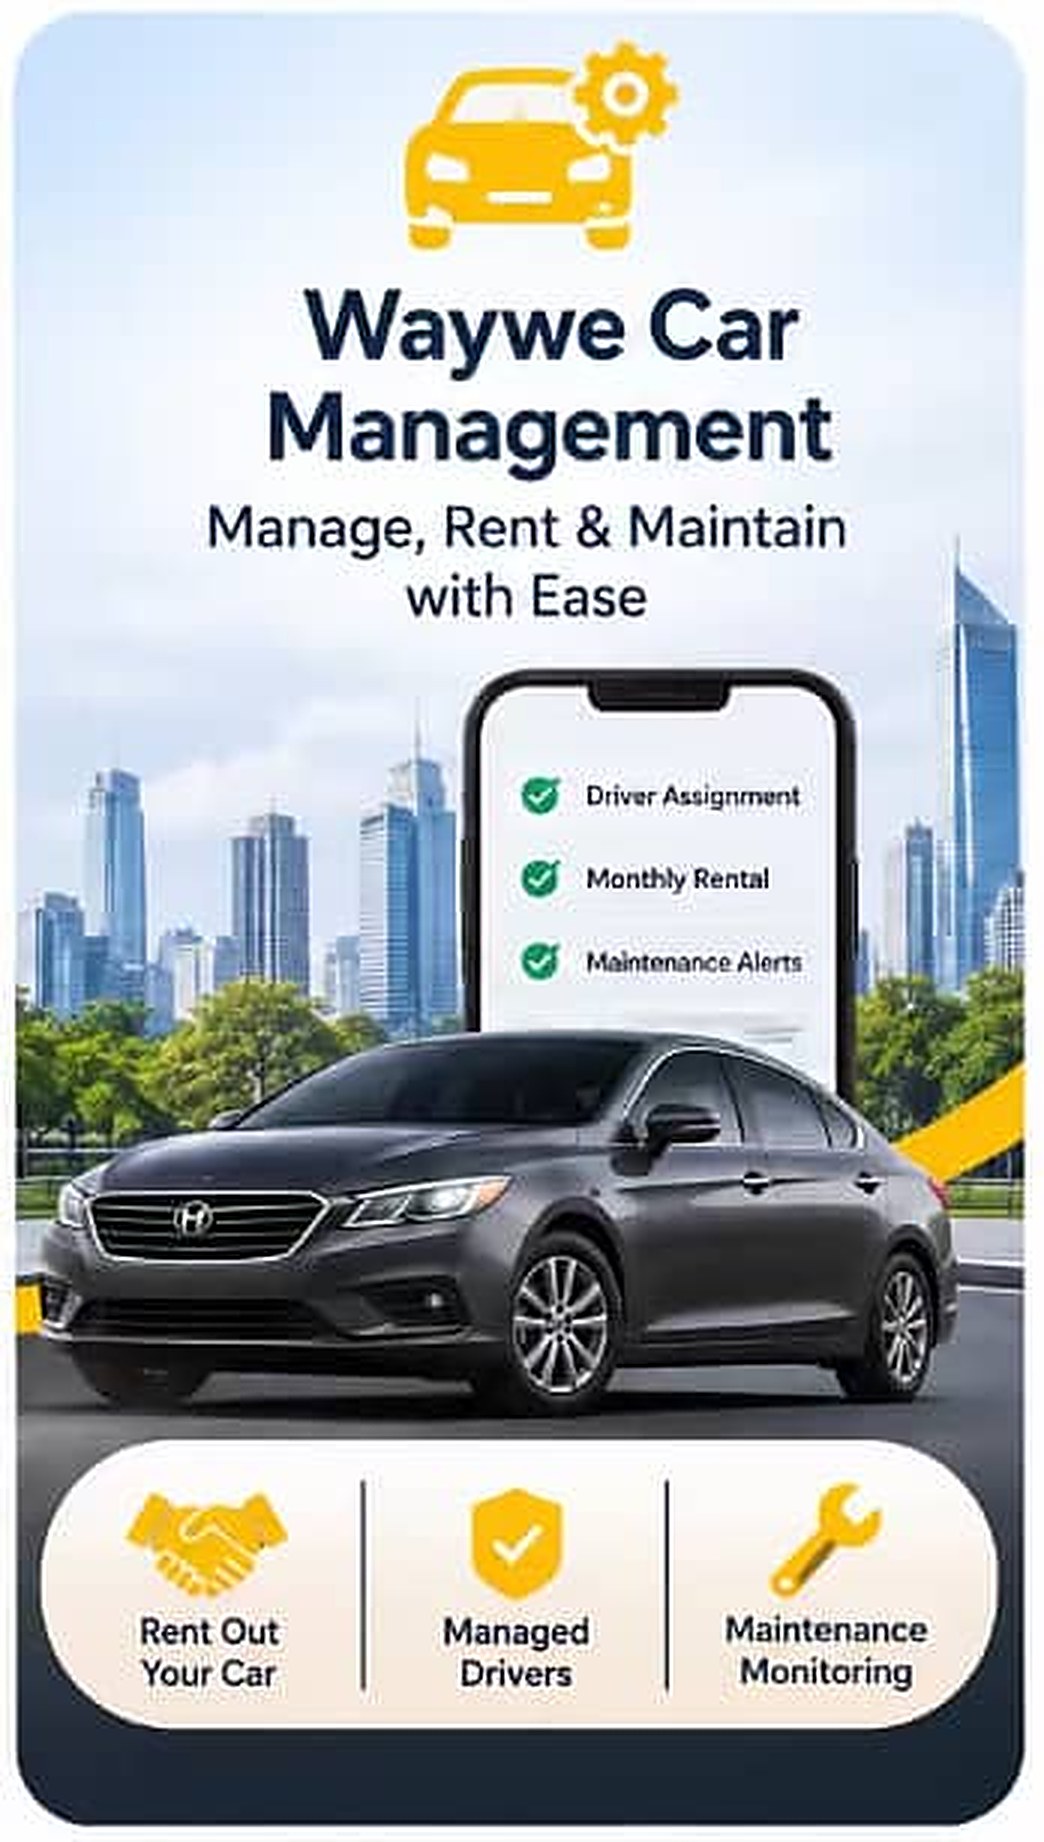 Waywe Car
Management
Manage, Rent & Maintain
with Ease
Driver Assignment
Monthly Rental
Maintenance Alerts
Rent Out
Your Car
Managed
Drivers
Maintenance
Monitoring